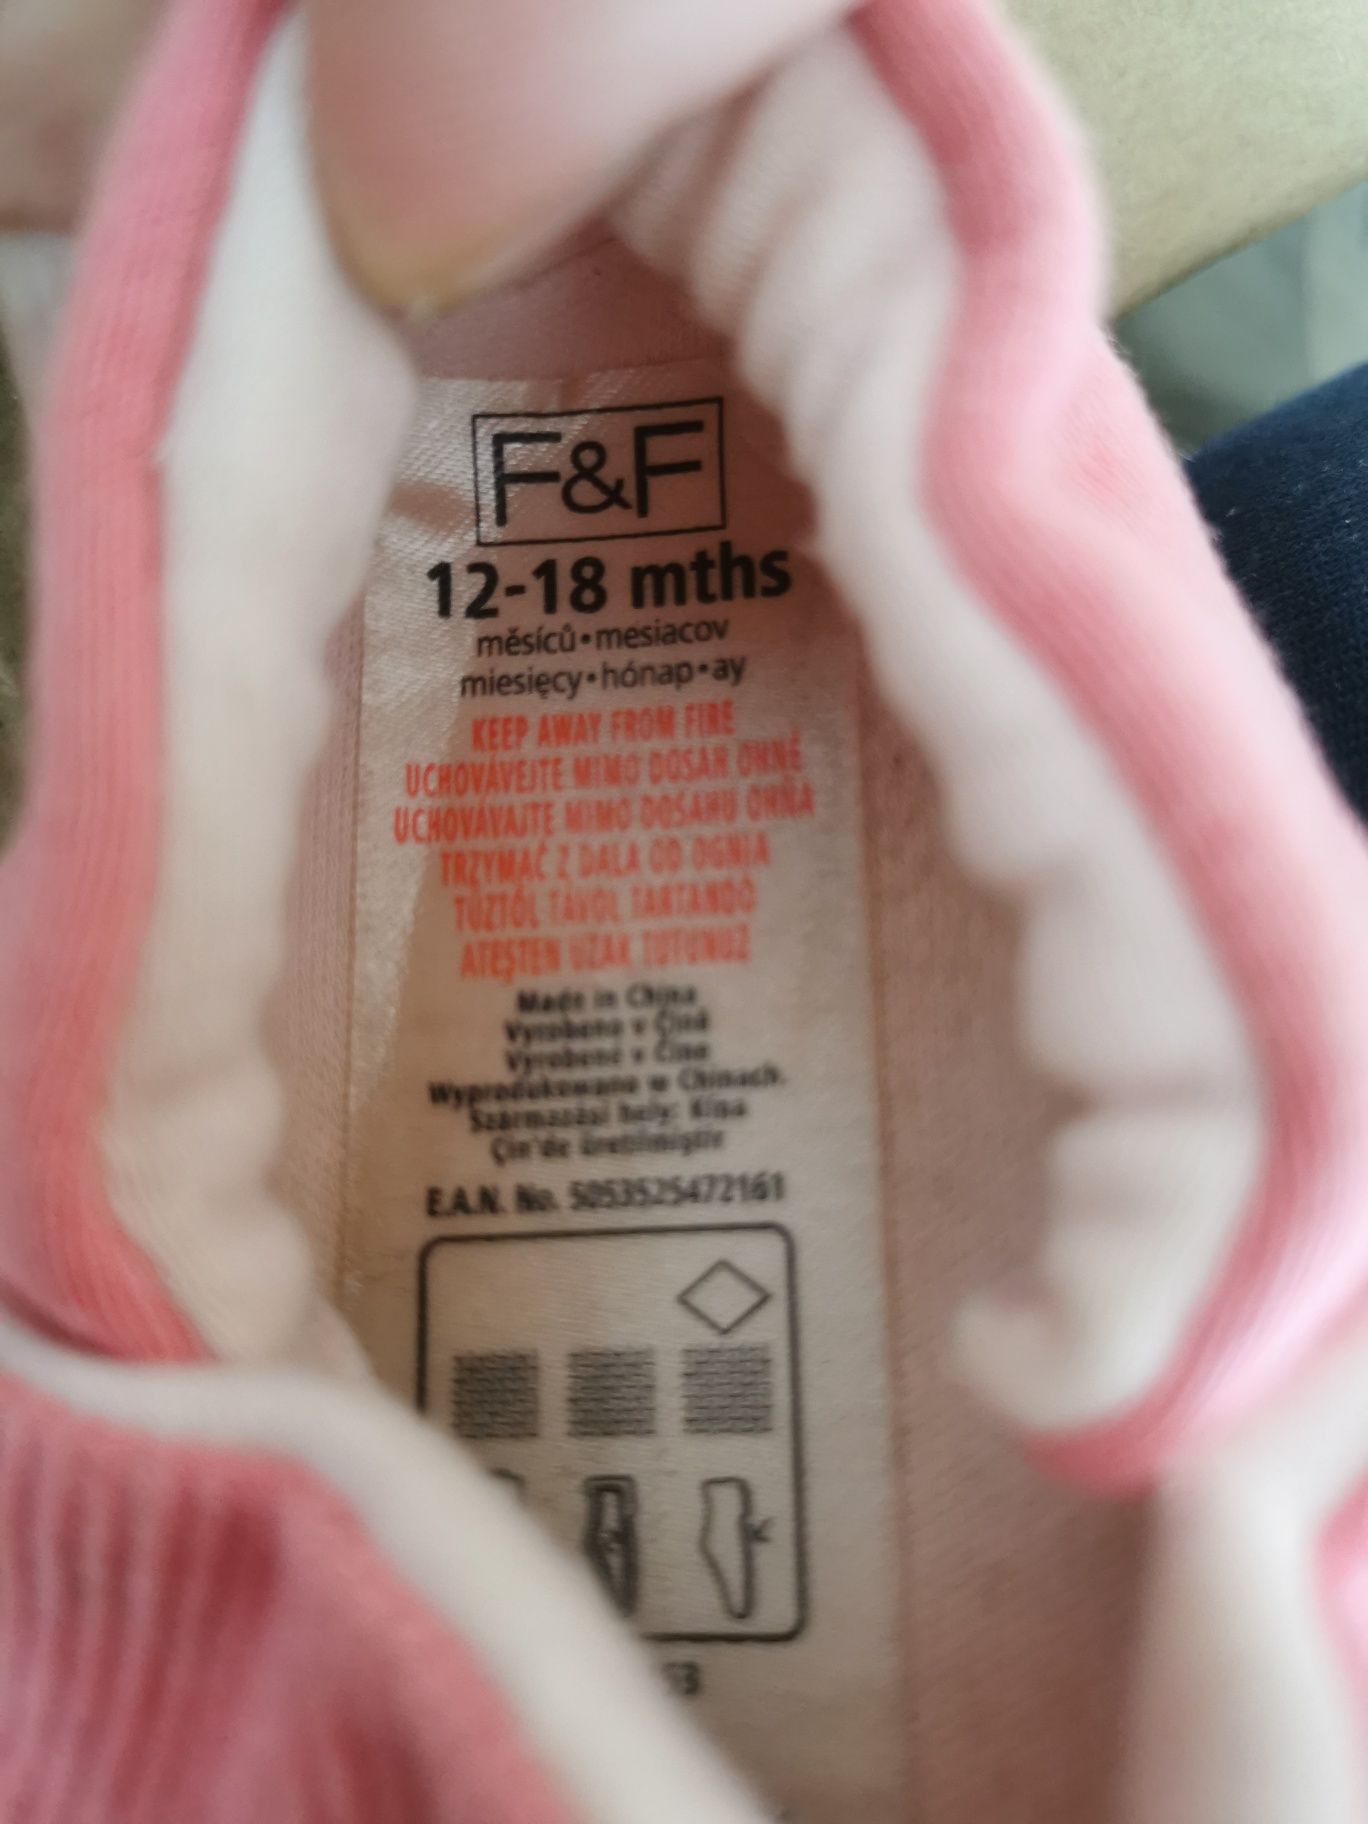 F&F
12-18 mths
měsíců•mesiacov
miesięcy•hónap•ay
KEEP AWAY FROM FIRE
UCHOVÁVEJTE MIMO DOSAH OHNĚ
UCHOVÁVAJTE MIMO DOSAHU OHŇA
TRZYMAĆ Z DALA OD OGNIA
TŰZTŐL TÁVOL TARTANDÓ
ATEŞTEN UZAK TUTUNUZ
Made in China
Vyrobeno v Číně
Vyrobené v Číne
Wyprodukowano w Chinach.
Származási hely: Kína
Çin'de üretilmiştir
E.A.N. No. 5053525472161